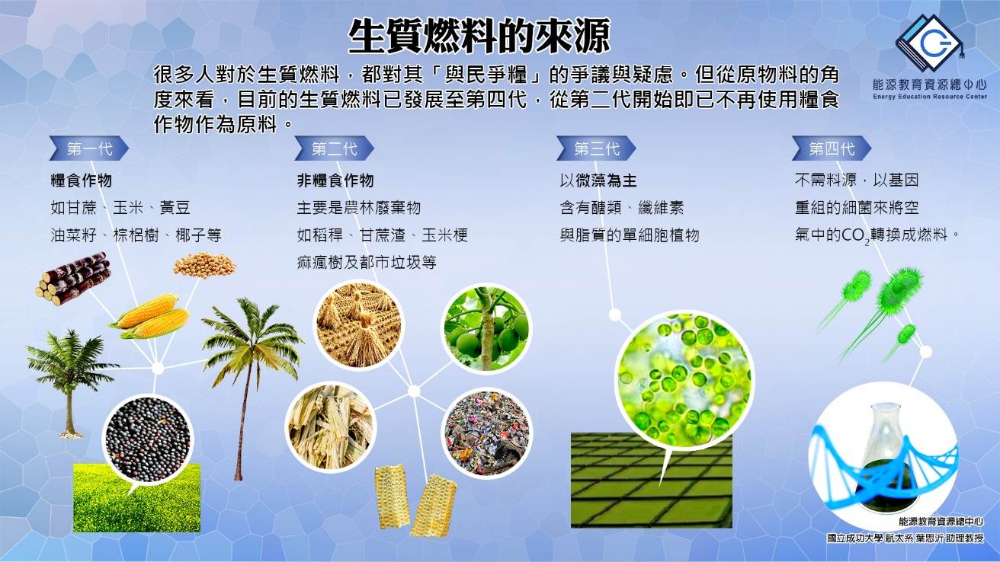 生質燃料的來源
能源教育資源總中心
Energy Education Resource Center
很多人對於生質燃料，都對其「與民爭糧」的爭議與疑慮。但從原物料的角
度來看，目前的生質燃料已發展至第四代，從第二代開始即已不再使用糧食
作物作為原料。
第一代
糧食作物
如甘蔗、玉米、黃豆
油菜籽、棕梠樹、椰子等
第二代
非糧食作物
主要是農林廢棄物
如稻稈、甘蔗渣、玉米梗
痲瘋樹及都市垃圾等
第三代
以微藻為主
含有醣類、纖維素
與脂質的單細胞植物
第四代
不需料源，以基因
重組的細菌來將空
氣中的CO₂轉換成燃料。
能源教育資源總中心
國立成功大學 航太系 葉思沂 助理教授